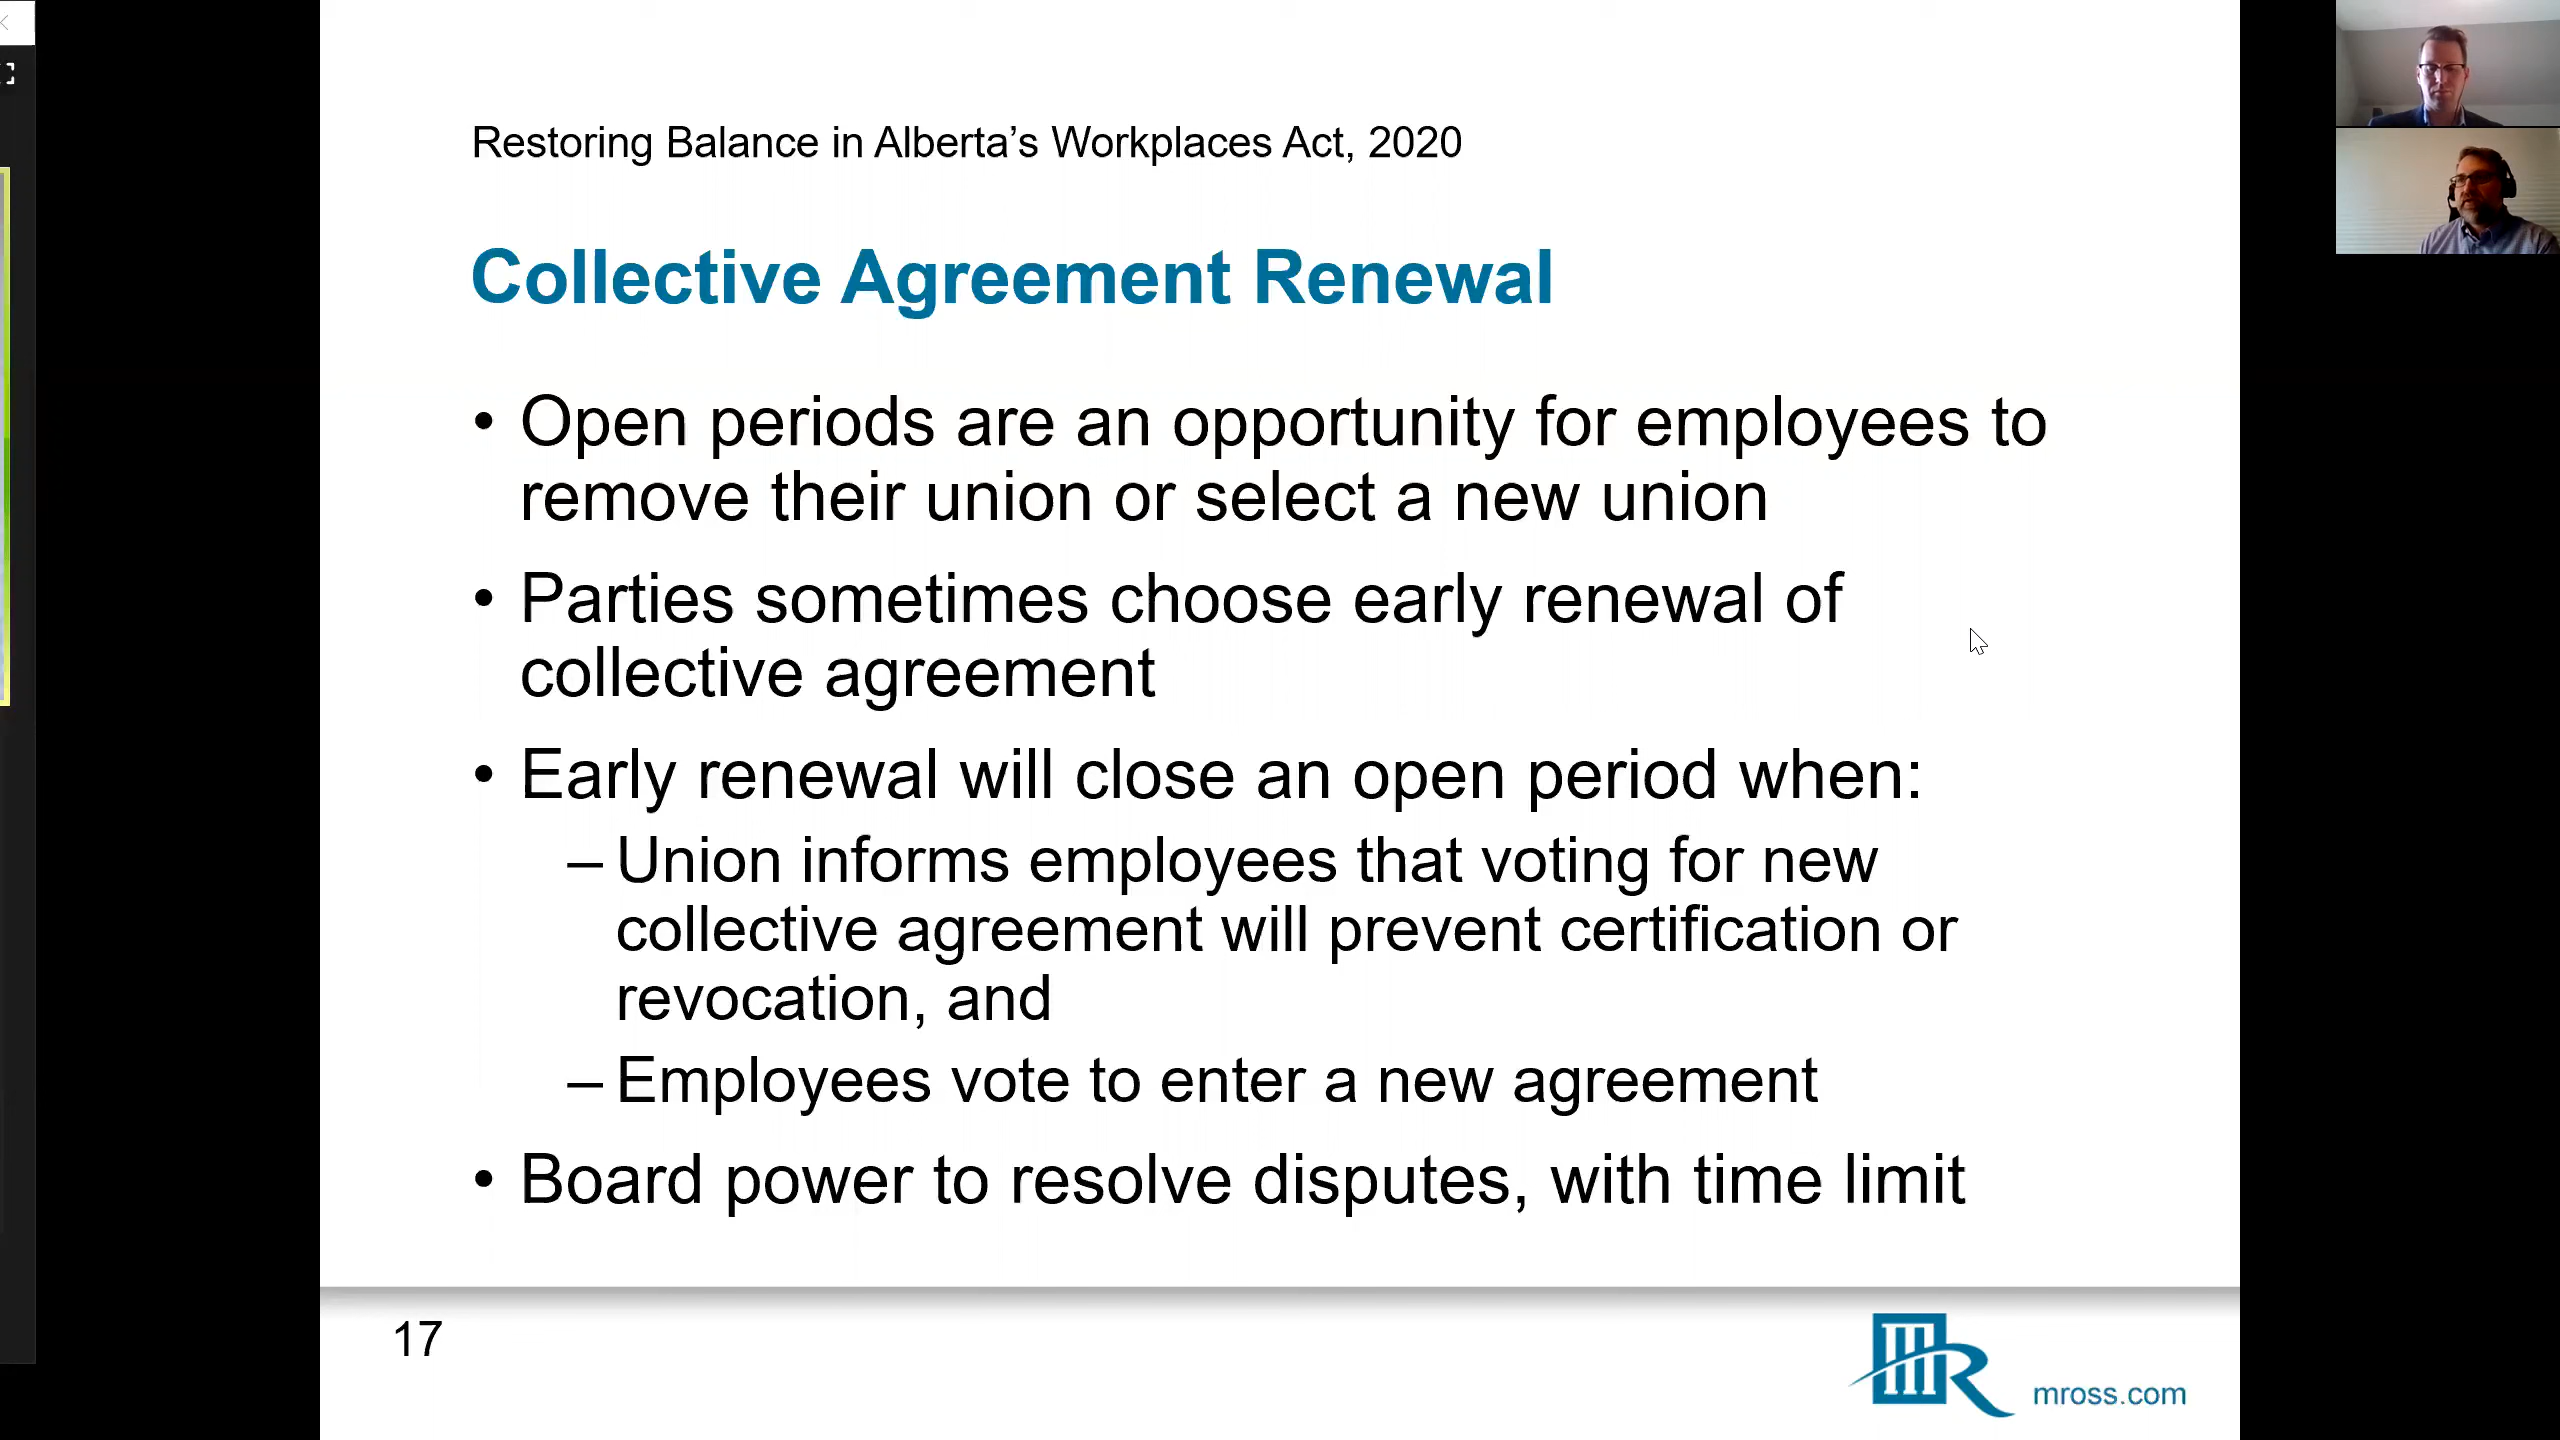 Restoring Balance in Alberta’s Workplaces Act, 2020
Collective Agreement Renewal
• Open periods are an opportunity for employees to
remove their union or select a new union
• Parties sometimes choose early renewal of
collective agreement
• Early renewal will close an open period when:
– Union informs employees that voting for new
collective agreement will prevent certification or
revocation, and
– Employees vote to enter a new agreement
• Board power to resolve disputes, with time limit
17
mross.com